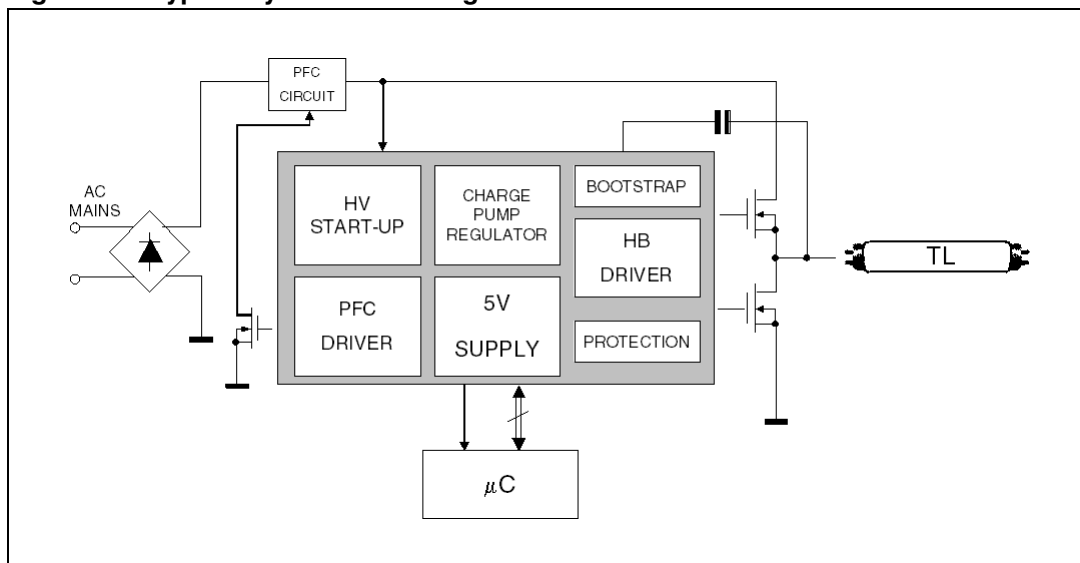 PFC
CIRCUIT
AC
MAINS
HV
START-UP
CHARGE
PUMP
REGULATOR
BOOTSTRAP
HB
DRIVER
PFC
DRIVER
5V
SUPPLY
PROTECTION
TL
µC